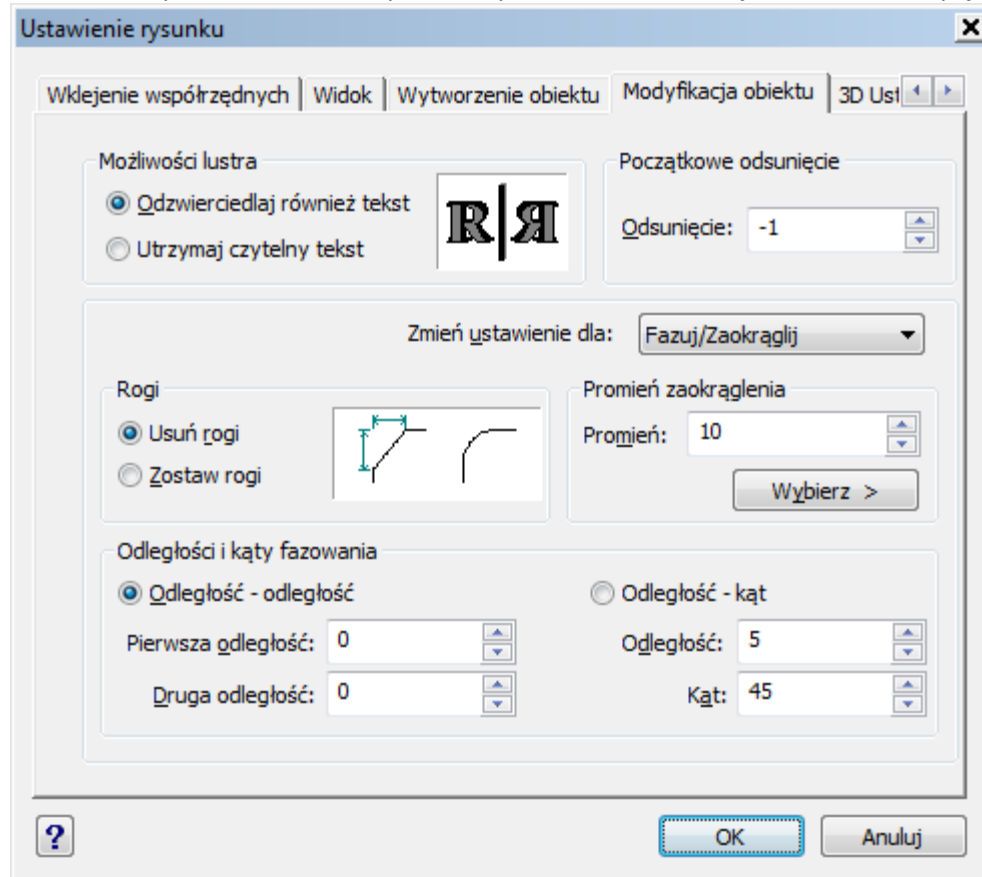 Ustawienie rysunku
Wklejenie współrzędnych Widok Wytworzenie obiektu Modyfikacja obiektu 3D Ust
Możliwości lustra
Odzwierciedlaj również tekst
Utrzymaj czytelny tekst
R Я
Początkowe odsunięcie
Odsunięcie: -1
Zmień ustawienie dla: Fazuj/Zaokrąglij
Rogi
Usuń rogi
Zostaw rogi
Promień zaokrąglenia
Promień: 10
Wybierz >
Odległości i kąty fazowania
Odległość - odległość
Pierwsza odległość: 0
Druga odległość: 0
Odległość - kąt
Odległość: 5
Kąt: 45
?
OK Anuluj